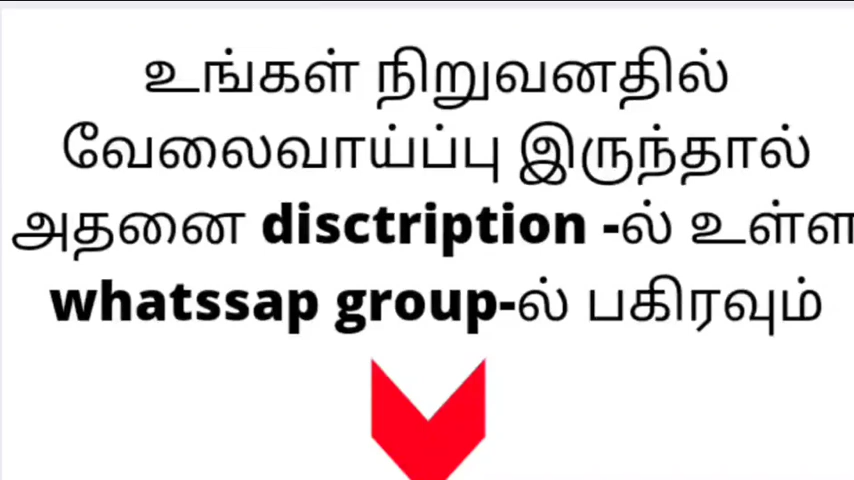 உங்கள் நிறுவனதில்
வேலைவாய்ப்பு இருந்தால்
அதனை disctription -ல் உள்ள
whatssap group-ல் பகிரவும்